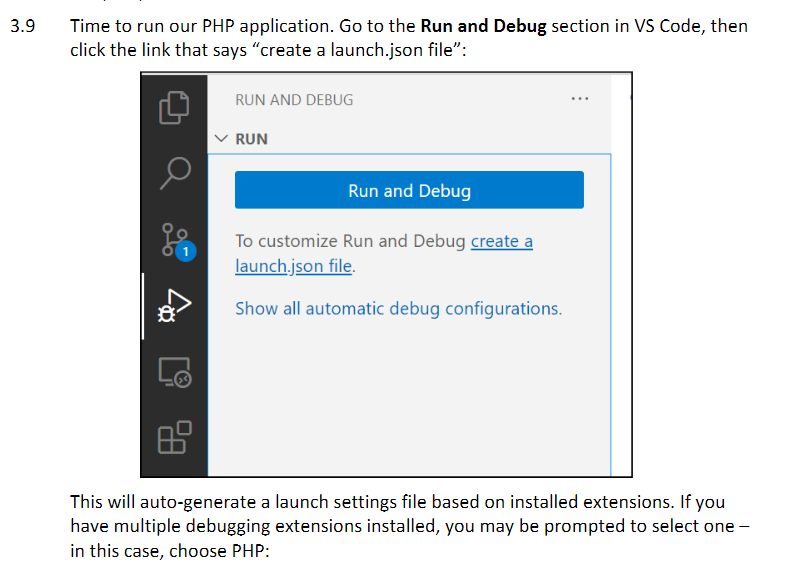 3.9 Time to run our PHP application. Go to the Run and Debug section in VS Code, then
click the link that says “create a launch.json file”:
RUN AND DEBUG ···
RUN
Run and Debug
To customize Run and Debug create a
launch.json file.
Show all automatic debug configurations.
1
This will auto-generate a launch settings file based on installed extensions. If you
have multiple debugging extensions installed, you may be prompted to select one –
in this case, choose PHP: